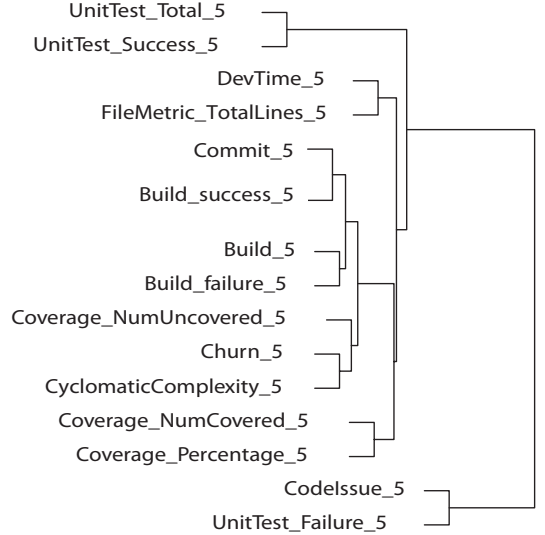 UnitTest_Total_5
UnitTest_Success_5
DevTime_5
FileMetric_TotalLines_5
Commit_5
Build_success_5
Build_5
Build_failure_5
Coverage_NumUncovered_5
Churn_5
CyclomaticComplexity_5
Coverage_NumCovered_5
Coverage_Percentage_5
CodeIssue_5
UnitTest_Failure_5